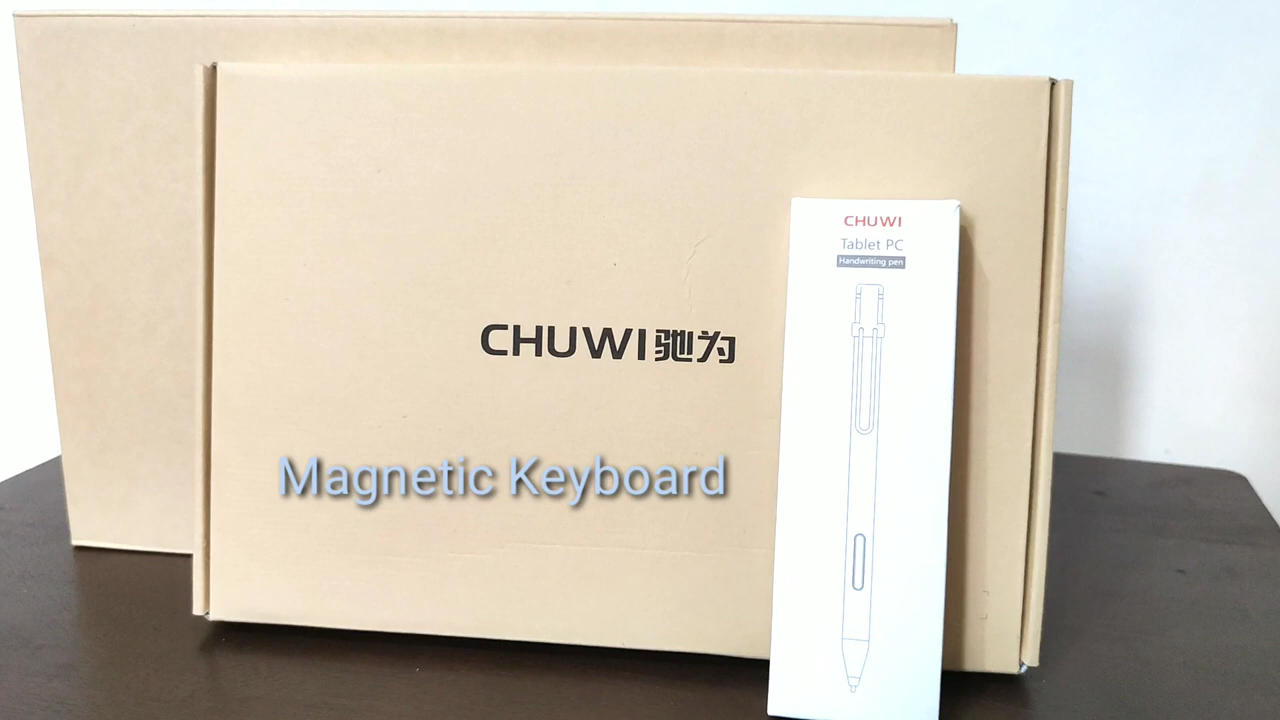 CHUWI驰为
Magnetic Keyboard
CHUWI
Tablet PC
Handwriting pen